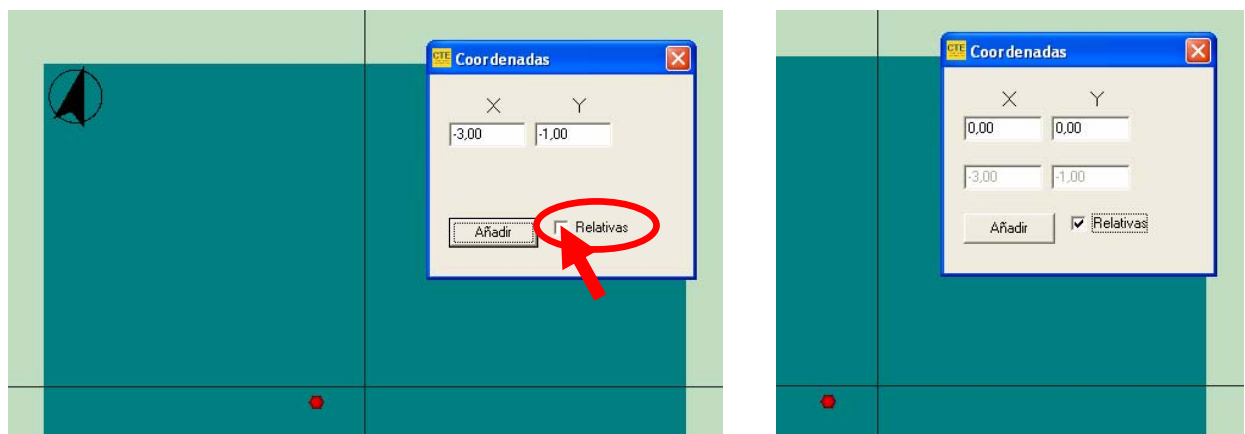 CTE Coordenadas
X Y
-3,00 -1,00
Añadir Relativas
CTE Coordenadas
X Y
0,00 0,00
-3,00 -1,00
Añadir Relativas